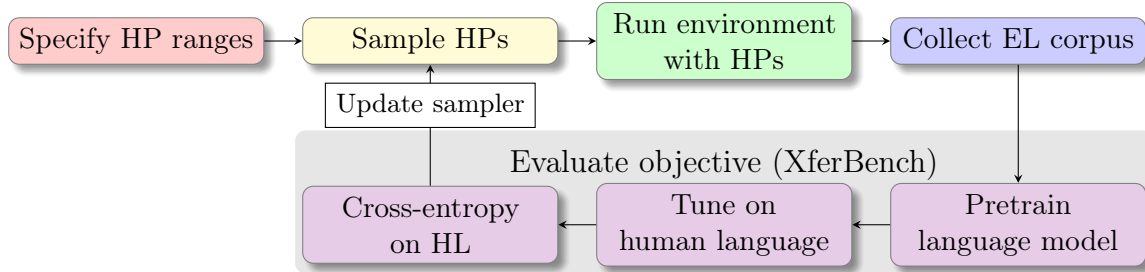 Specify HP ranges
Sample HPs
Run environment
with HPs
Collect EL corpus
Update sampler
Evaluate objective (XferBench)
Cross-entropy
on HL
Tune on
human language
Pretrain
language model